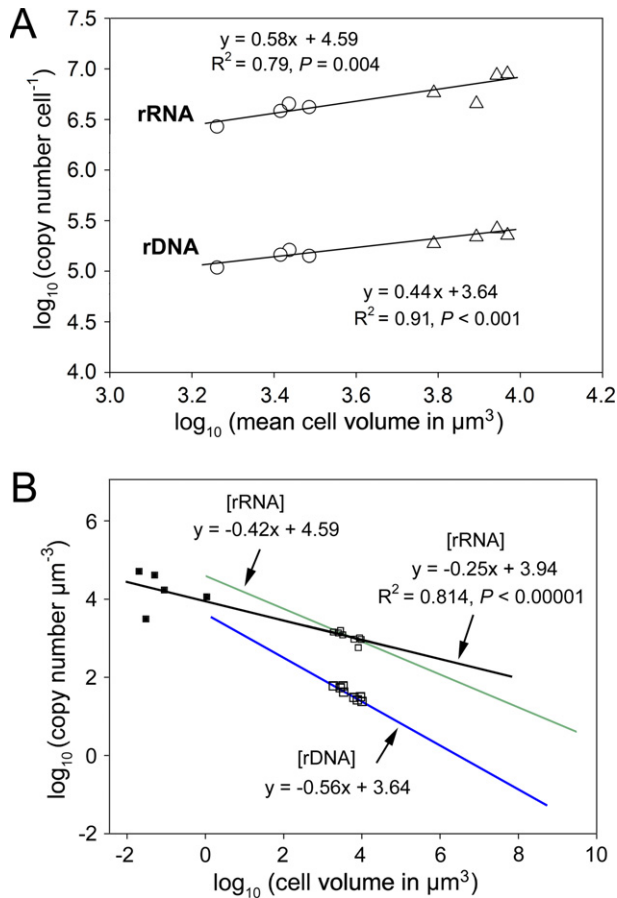 A
y = 0.58x + 4.59
R² = 0.79, P = 0.004
rRNA
rDNA
y = 0.44x + 3.64
R² = 0.91, P < 0.001
log₁₀ (copy number cell⁻¹)
7.5
7.0
6.5
6.0
5.5
5.0
4.5
4.0
3.0
3.2
3.4
3.6
3.8
4.0
4.2
log₁₀ (mean cell volume in µm³)
B
[rRNA]
y = -0.42x + 4.59
[rRNA]
y = -0.25x + 3.94
R² = 0.814, P < 0.00001
[rDNA]
y = -0.56x + 3.64
log₁₀ (copy number µm⁻³)
6
4
2
0
-2
-2
0
2
4
6
8
10
log₁₀ (cell volume in µm³)